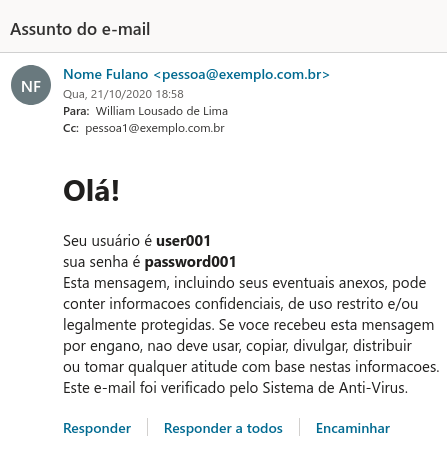 Assunto do e-mail
NF
Nome Fulano <pessoa@exemplo.com.br>
Qua, 21/10/2020 18:58
Para: William Lousado de Lima
Cc: pessoa1@exemplo.com.br
Olá!
Seu usuário é user001
sua senha é password001
Esta mensagem, incluindo seus eventuais anexos, pode
conter informacoes confidenciais, de uso restrito e/ou
legalmente protegidas. Se voce recebeu esta mensagem
por engano, nao deve usar, copiar, divulgar, distribuir
ou tomar qualquer atitude com base nestas informacoes.
Este e-mail foi verificado pelo Sistema de Anti-Virus.
Responder Responder a todos Encaminhar